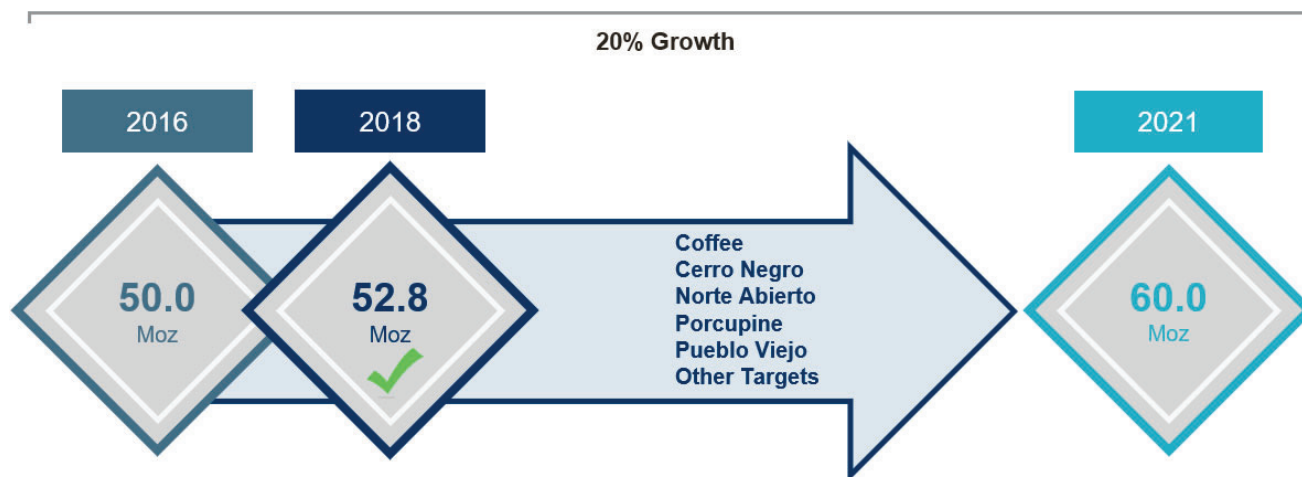 20% Growth
2016
2018
2021
50.0
Moz
52.8
Moz
Coffee
Cerro Negro
Norte Abierto
Porcupine
Pueblo Viejo
Other Targets
60.0
Moz